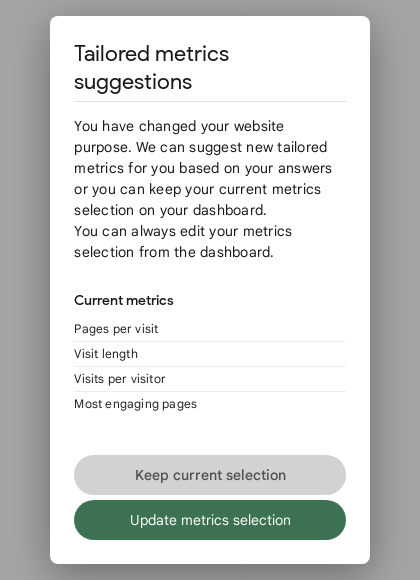 Tailored metrics
suggestions
You have changed your website
purpose. We can suggest new tailored
metrics for you based on your answers
or you can keep your current metrics
selection on your dashboard.
You can always edit your metrics
selection from the dashboard.
Current metrics
Pages per visit
Visit length
Visits per visitor
Most engaging pages
Keep current selection
Update metrics selection